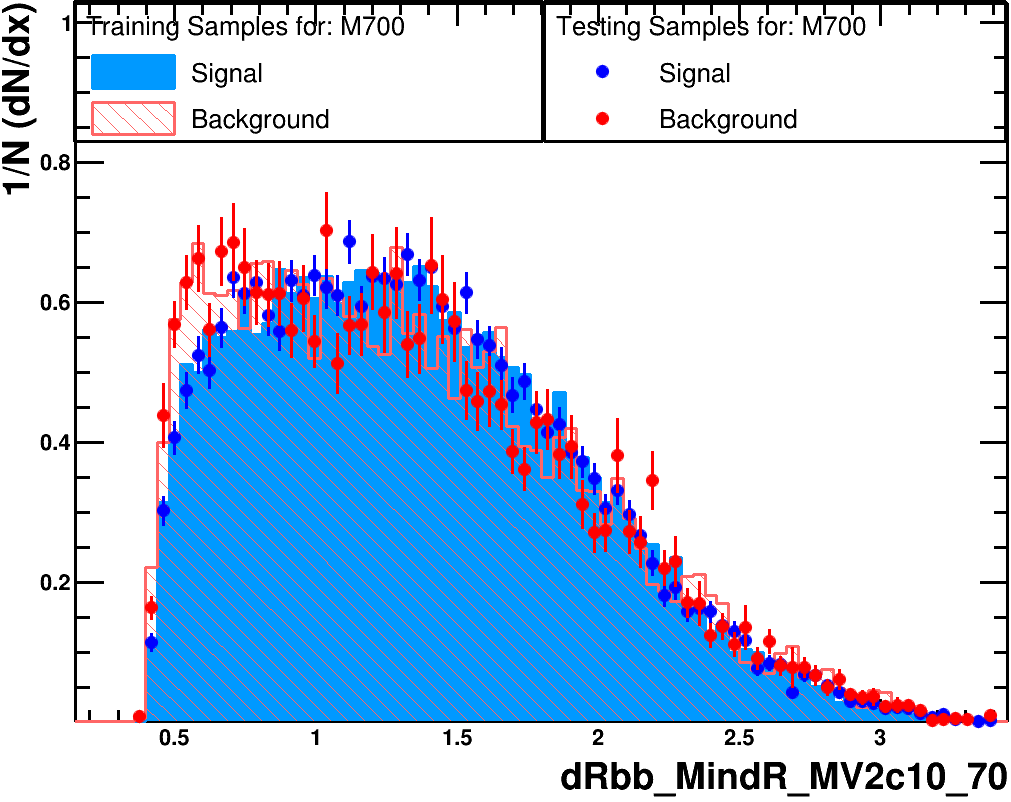 1/N (dN/dx)
1
Training Samples for: M700
Signal
Background
Testing Samples for: M700
Signal
Background
0.8
0.6
0.4
0.2
0.5
1
1.5
2
2.5
3
dRbb_MindR_MV2c10_70